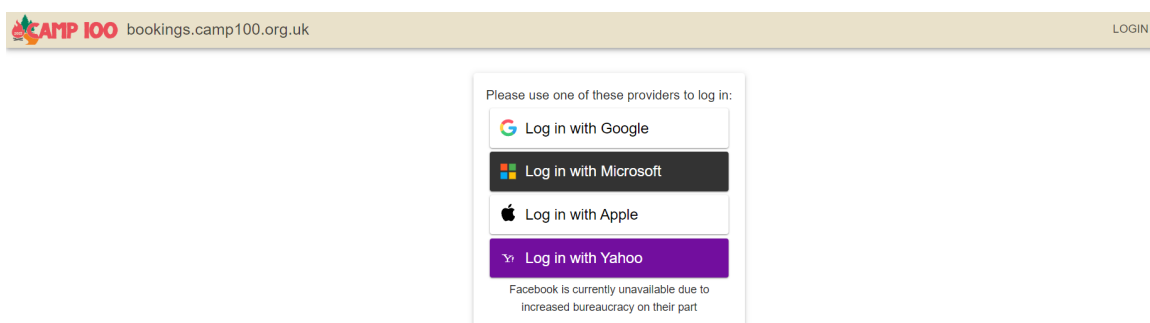 CAMP 100 bookings.camp100.org.uk LOGIN
Please use one of these providers to log in:
Log in with Google
Log in with Microsoft
Log in with Apple
Log in with Yahoo
Facebook is currently unavailable due to
increased bureaucracy on their part